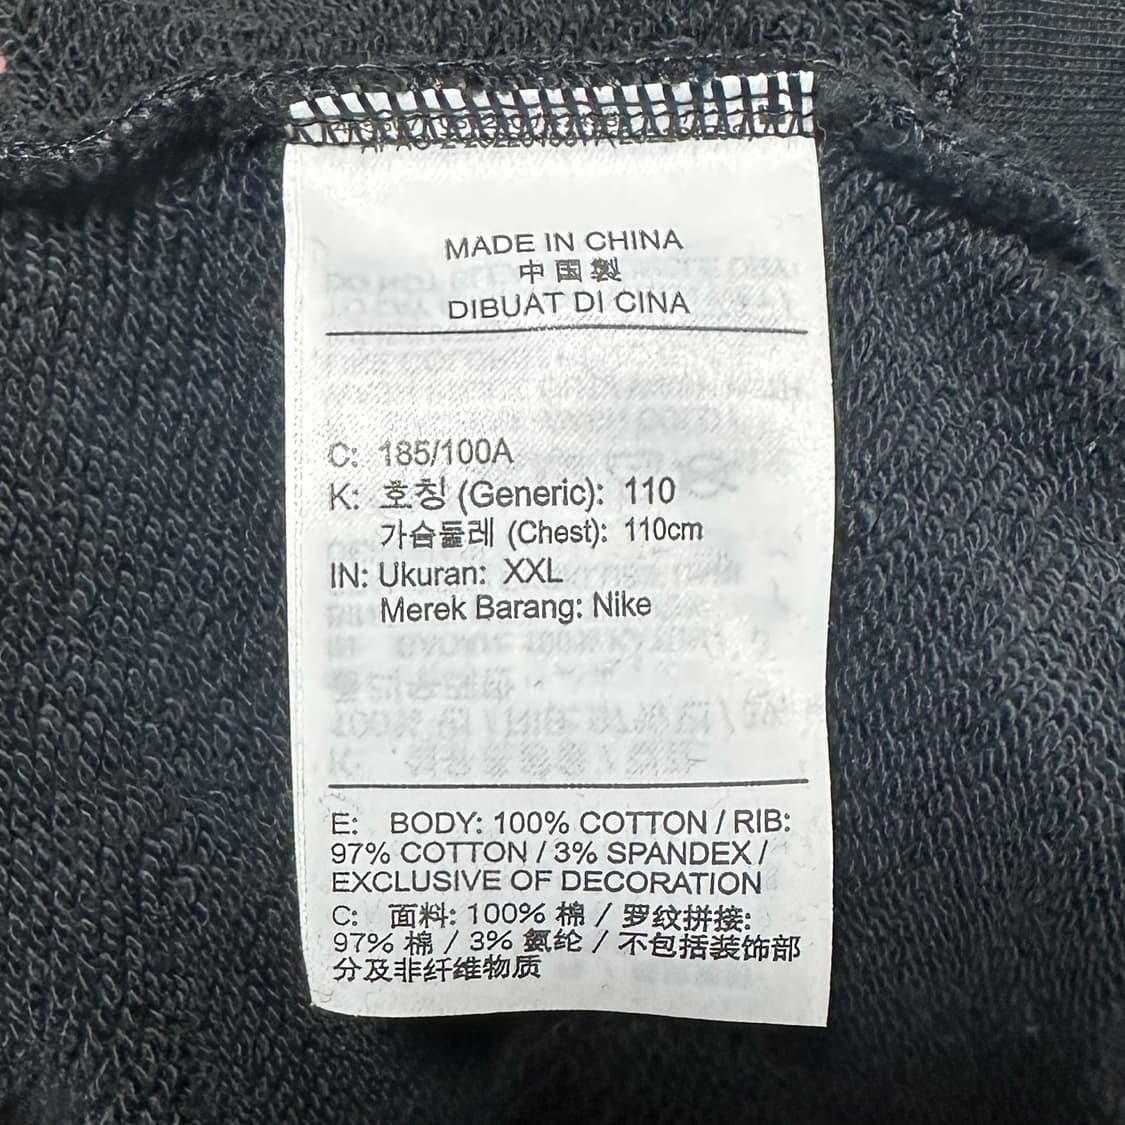 MADE IN CHINA
中国製
DIBUAT DI CINA
C: 185/100A
K: 호칭 (Generic): 110
가슴둘레 (Chest): 110cm
IN: Ukuran: XXL
Merek Barang: Nike
E: BODY: 100% COTTON / RIB:
97% COTTON / 3% SPANDEX /
EXCLUSIVE OF DECORATION
C: 面料: 100% 棉 / 罗纹拼接:
97% 棉 / 3% 氨纶 / 不包括装饰部
分及非纤维物质